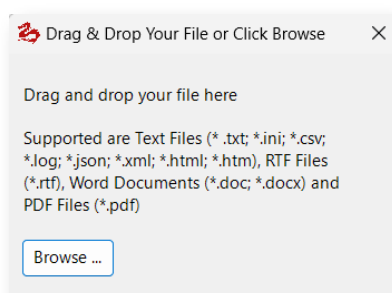 Drag & Drop Your File or Click Browse
Drag and drop your file here
Supported are Text Files (* .txt; *.ini; *.csv;
*.log; *.json; *.xml; *.html; *.htm), RTF Files
(*.rtf), Word Documents (*.doc; *.docx) and
PDF Files (*.pdf)
Browse ...